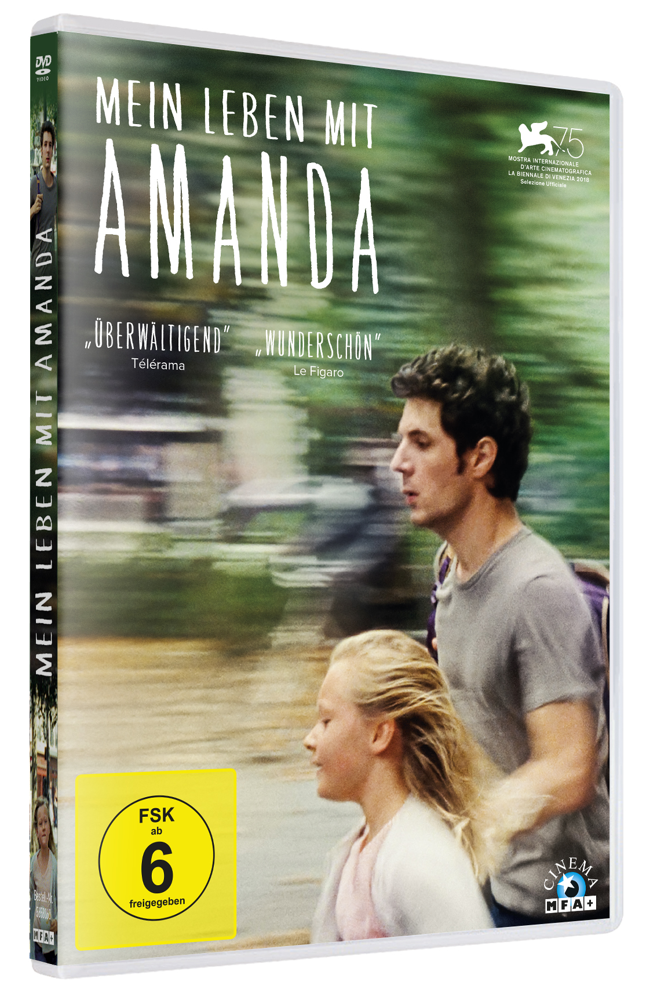 MEIN LEBEN MIT
AMANDA
75
MOSTRA INTERNAZIONALE
D'ARTE CINEMATOGRAFICA
LA BIENNALE DI VENEZIA 2018
Selezione Ufficiale
„ÜBERWÄLTIGEND“
Télérama
„WUNDERSCHÖN“
Le Figaro
FSK
ab
6
freigegeben
CINEMA
MFA+
DVD
VIDEO
MEIN LEBEN MIT AMANDA
Bestell-Nr.
MFA+